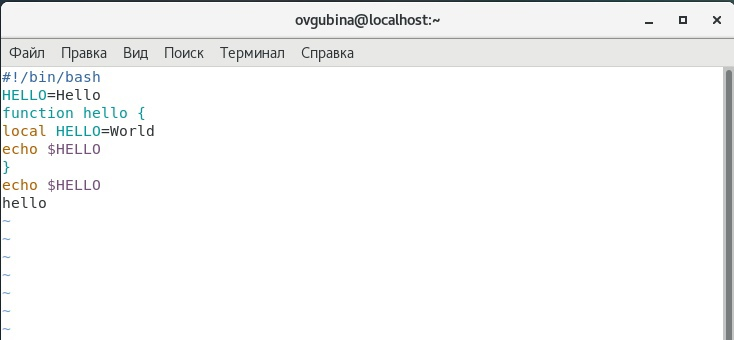 ovgubina@localhost:~
Файл Правка Вид Поиск Терминал Справка
#!/bin/bash
HELLO=Hello
function hello {
local HELLO=World
echo $HELLO
}
echo $HELLO
hello
~
~
~
~
~
~
~